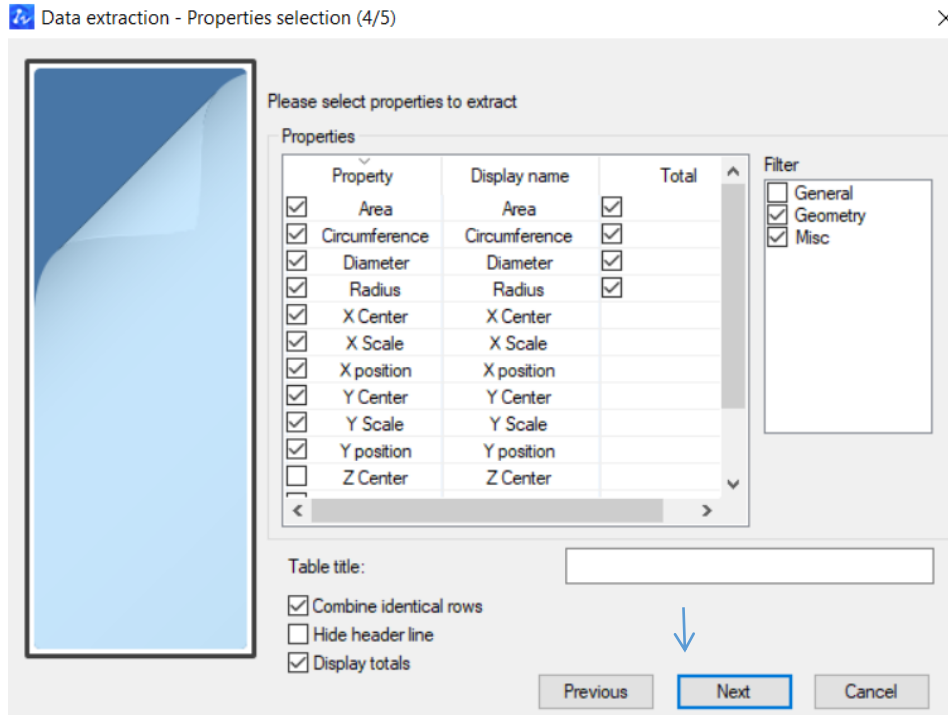 Data extraction - Properties selection (4/5)
Please select properties to extract
Properties
Property Display name Total
Area Area
Circumference Circumference
Diameter Diameter
Radius Radius
X Center X Center
X Scale X Scale
X position X position
Y Center Y Center
Y Scale Y Scale
Y position Y position
Z Center Z Center
Filter
General
Geometry
Misc
Table title:
Combine identical rows
Hide header line
Display totals
Previous Next Cancel